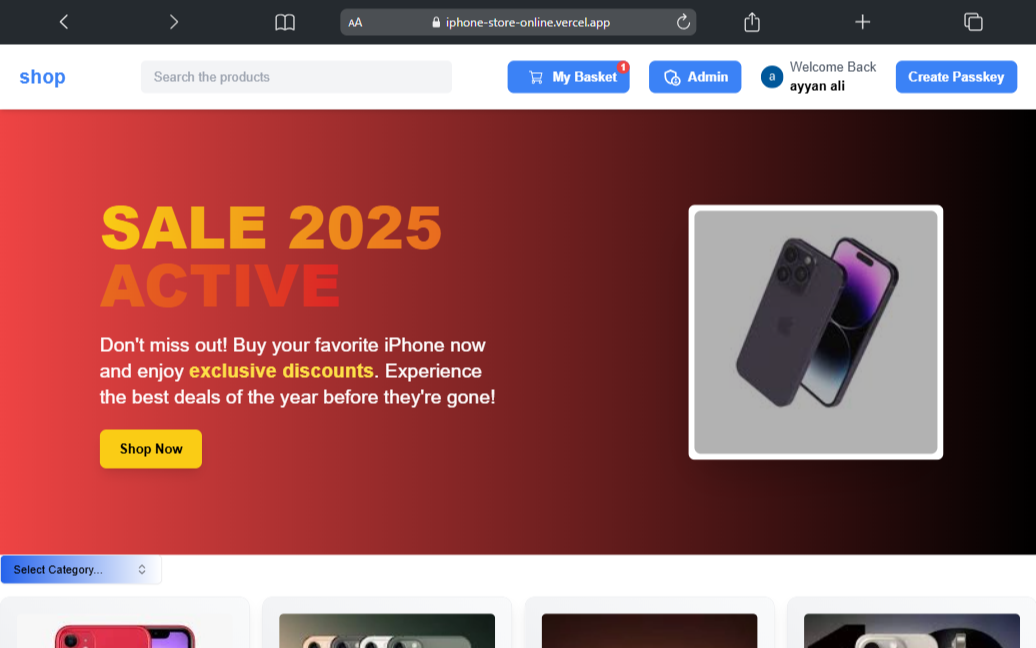 AA
iphone-store-online.vercel.app
shop
Search the products
My Basket
1
Admin
a
Welcome Back
ayyan ali
Create Passkey
SALE 2025
ACTIVE
Don't miss out! Buy your favorite iPhone now
and enjoy exclusive discounts. Experience
the best deals of the year before they're gone!
Shop Now
Select Category...